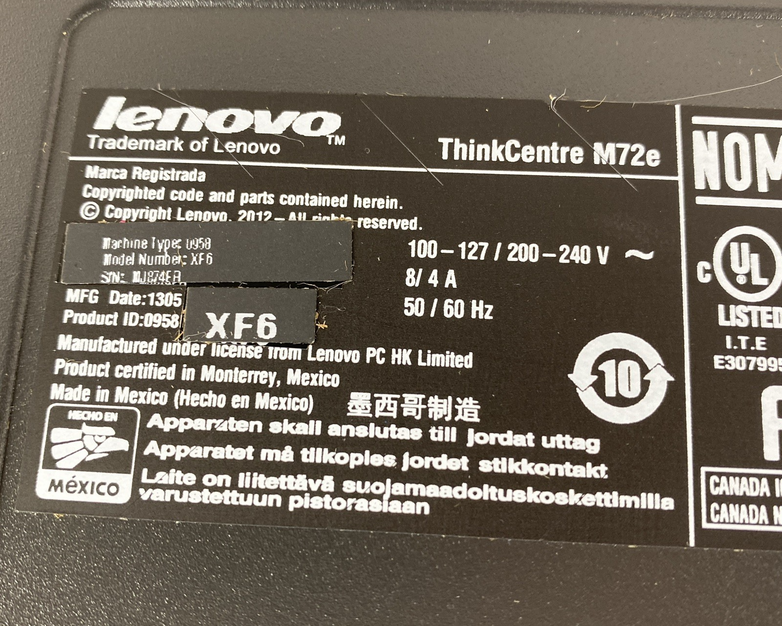 lenovo TM
Trademark of Lenovo
ThinkCentre M72e
Marca Registrada
Copyrighted code and parts contained herein.
© Copyright Lenovo, 2012 – All rights reserved.
Machine Type: 0958
Model Number: XF6
S/N: MJ874EB
MFG Date:1305
Product ID:0958
XF6
100 – 127 / 200 – 240 V ~
8/ 4 A
50 / 60 Hz
Manufactured under license from Lenovo PC HK Limited
Product certified in Monterrey, Mexico
Made in Mexico (Hecho en Mexico) 墨西哥制造
10
HECHO EN
MéXICO
Apparaten skall anslutas till jordat uttag
Apparatet må tilkoples jordet stikkontakt
Laite on liitettävä suojamaadoituskoskettimilla
varustettuun pistorasiaan
NOM
C UL
LISTED
I.T.E
E307995
CANADA
CANADA